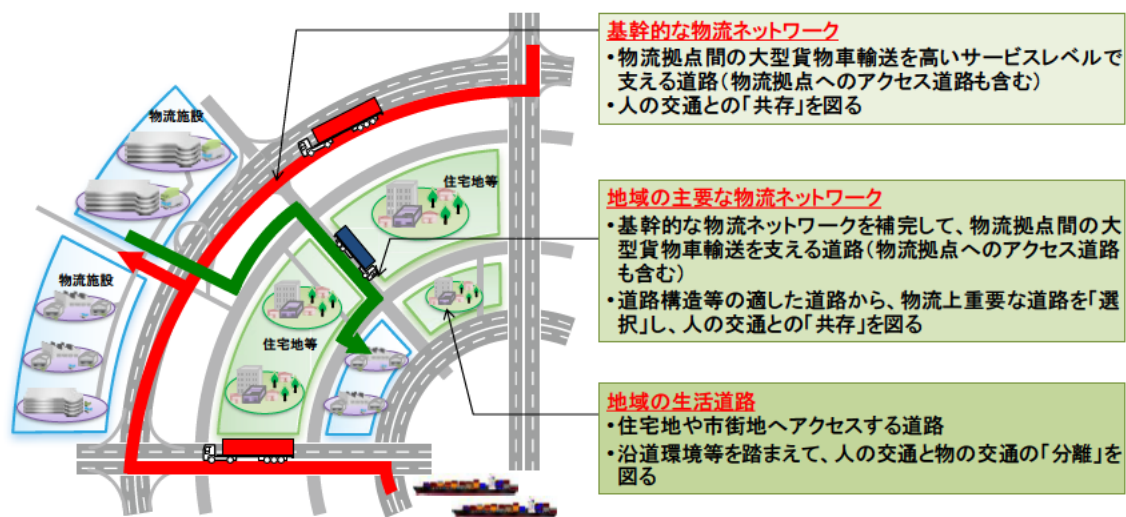 基幹的な物流ネットワーク
・物流拠点間の大型貨物車輸送を高いサービスレベルで
支える道路(物流拠点へのアクセス道路も含む)
・人の交通との「共存」を図る
地域の主要な物流ネットワーク
・基幹的な物流ネットワークを補完して、物流拠点間の大
型貨物車輸送を支える道路(物流拠点へのアクセス道路
も含む)
・道路構造等の適した道路から、物流上重要な道路を「選
択」し、人の交通との「共存」を図る
地域の生活道路
・住宅地や市街地へアクセスする道路
・沿道環境等を踏まえて、人の交通と物の交通の「分離」を
図る
物流施設
住宅地等
物流施設
住宅地等